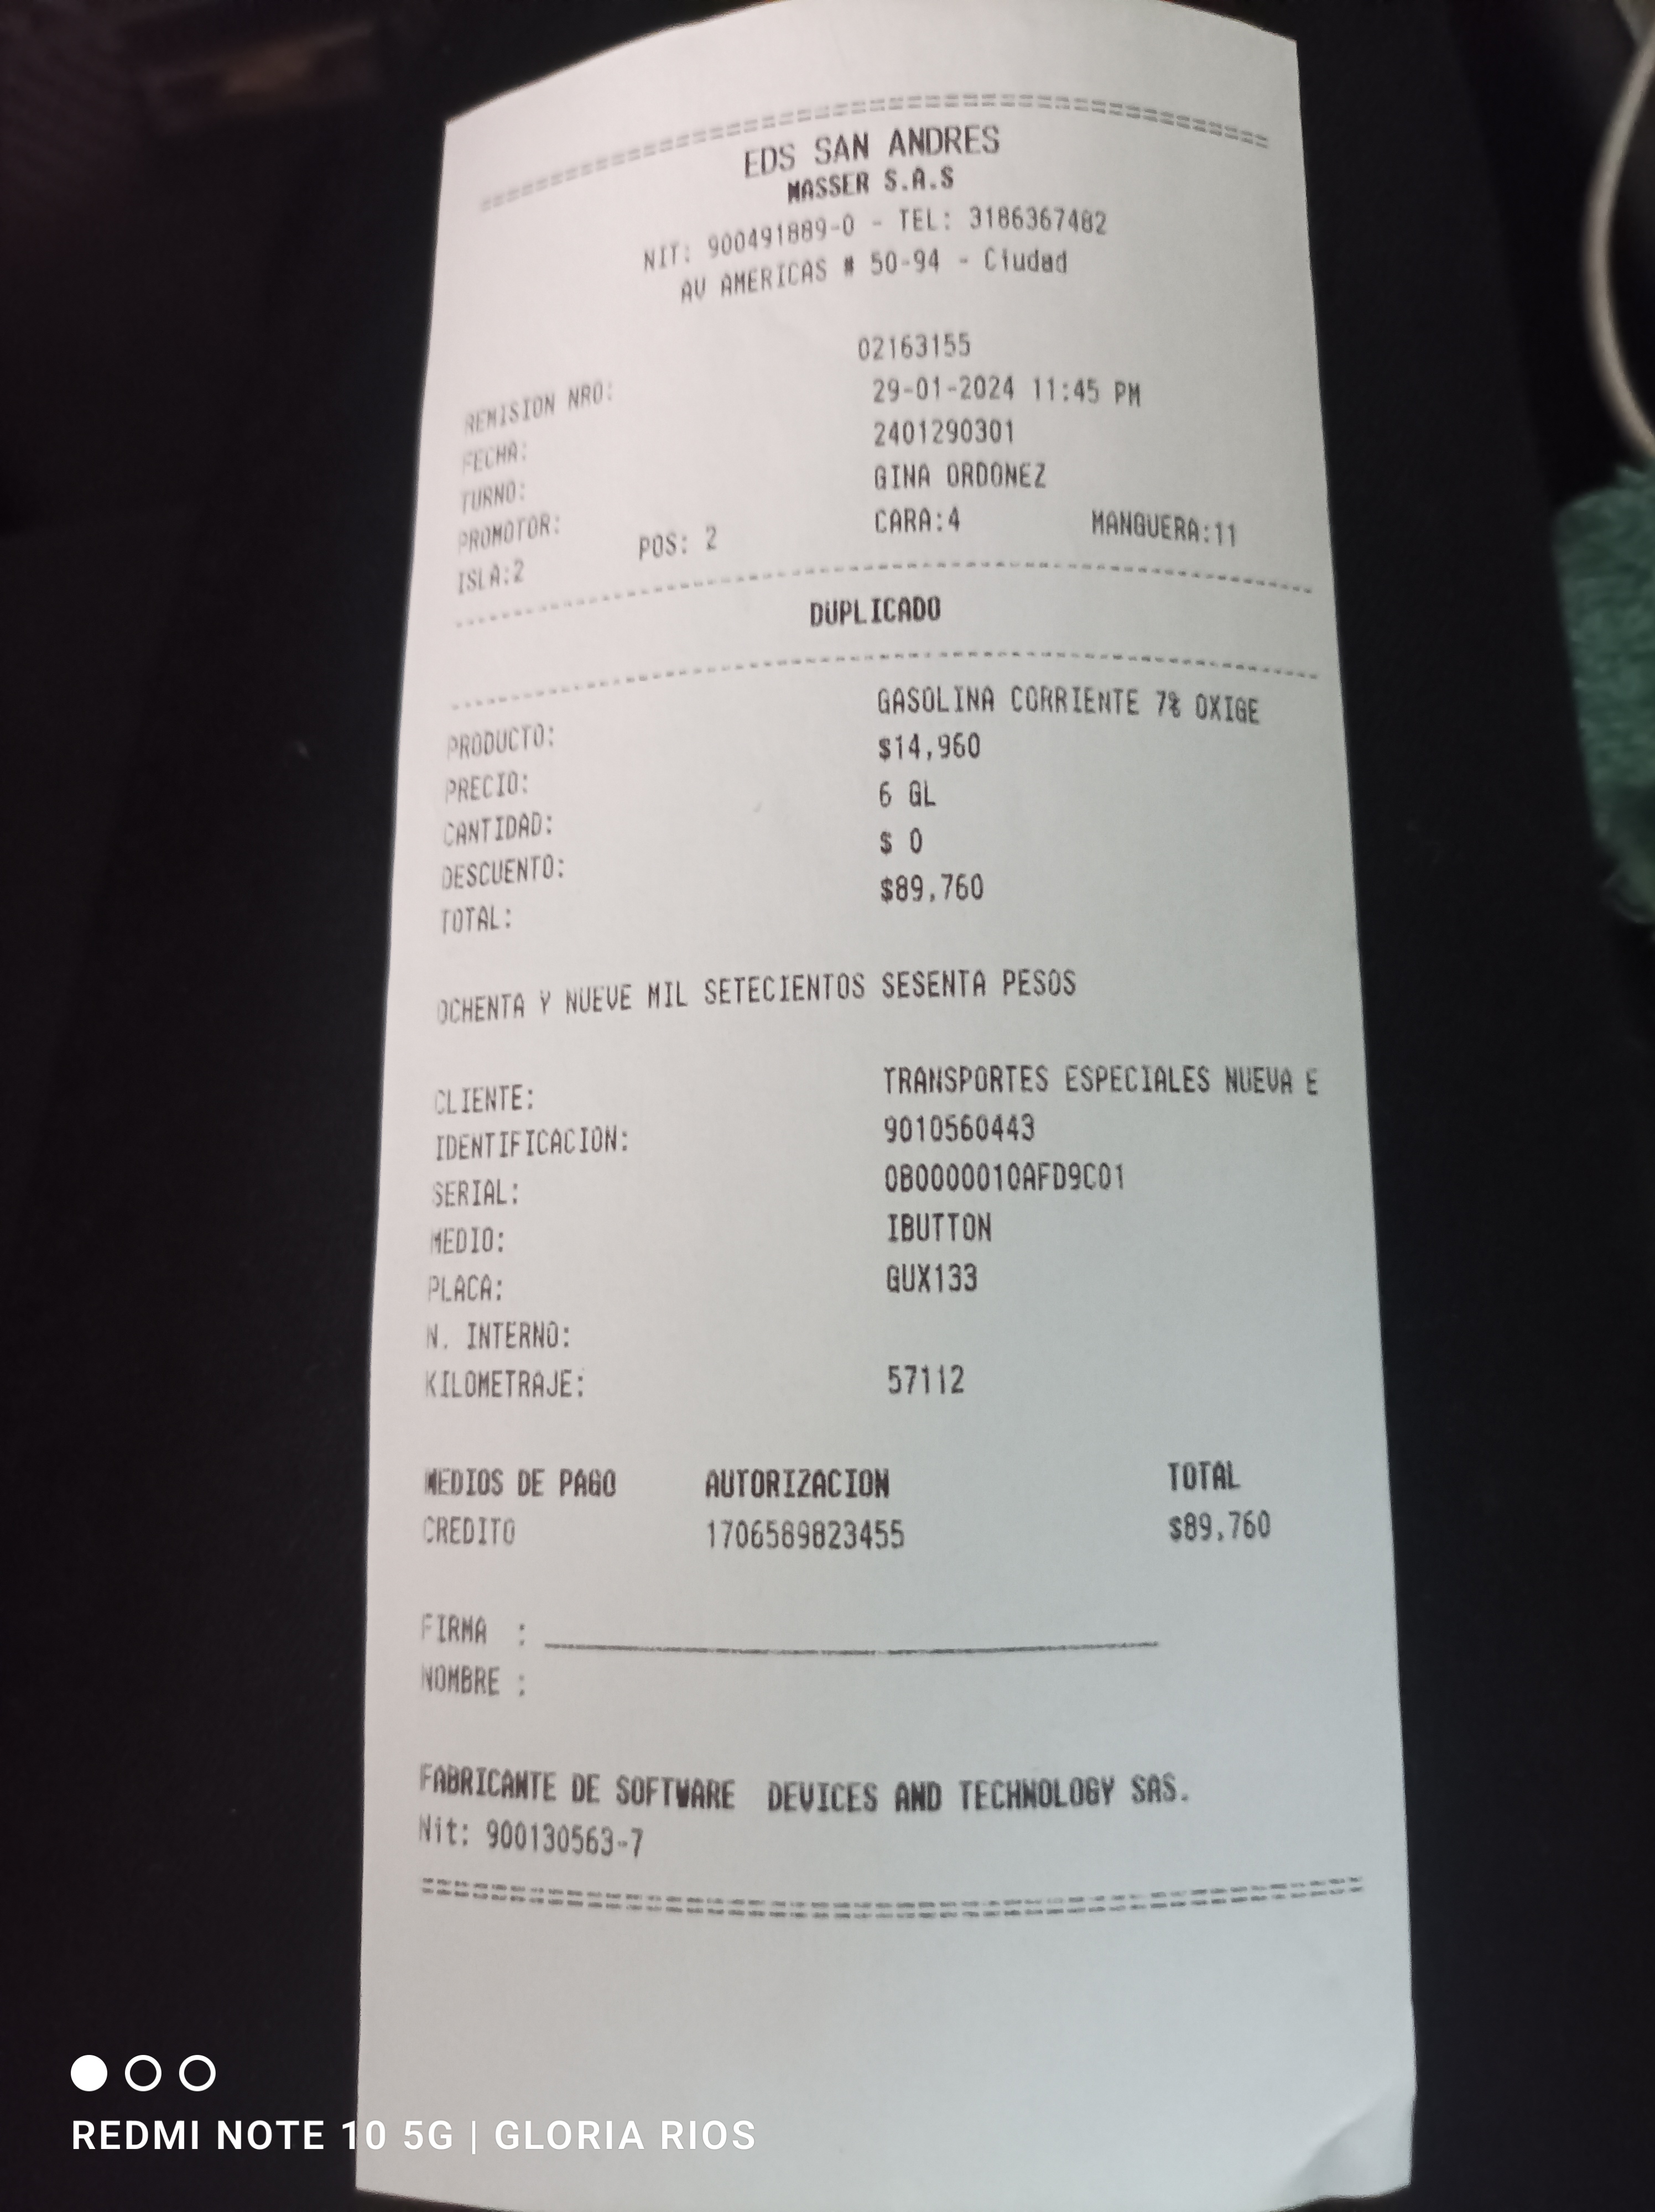 ================================================
EDS SAN ANDRES
MASSER S.A.S
NIT: 900491889-0 - TEL: 3186367482
AV AMERICAS # 50-94 - Ciudad
REMISION NRO: 02163155
FECHA: 29-01-2024 11:45 PM
TURNO: 2401290301
PROMOTOR: GINA ORDONEZ
ISLA:2 POS: 2 CARA:4 MANGUERA:11
------------------------------------------------
DUPLICADO
------------------------------------------------
PRODUCTO: GASOLINA CORRIENTE 7% OXIGE
PRECIO: $14,960
CANTIDAD: 6 GL
DESCUENTO: $ 0
TOTAL: $89,760
OCHENTA Y NUEVE MIL SETECIENTOS SESENTA PESOS
CLIENTE: TRANSPORTES ESPECIALES NUEVA E
IDENTIFICACION: 9010560443
SERIAL: 0B0000010AFD9C01
MEDIO: IBUTTON
PLACA: GUX133
N. INTERNO:
KILOMETRAJE: 57112
MEDIOS DE PAGO AUTORIZACION TOTAL
CREDITO 1706589823455 $89,760
FIRMA : ______________________________
NOMBRE :
FABRICANTE DE SOFTWARE DEVICES AND TECHNOLOGY SAS.
Nit: 900130563-7
================================================
REDMI NOTE 10 5G | GLORIA RIOS